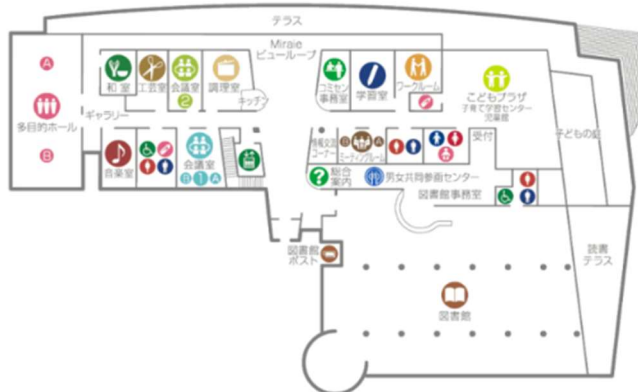 テラス
Miraie
ビューループ
A
和 室
工芸室
会議室
2
調理室
キッチン
コミセン
事務室
学習室
ワークルーム
こどもプラザ
子育て学習センター
児童館
多目的ホール
ギャラリー
B
音楽室
会議室
B 1 A
情報交流
コーナー
B A
ミーティングルーム
受付
子どもの庭
?
総合
案内
男女共同参画センター
図書館事務室
図書館
ポスト
読書
テラス
図書館